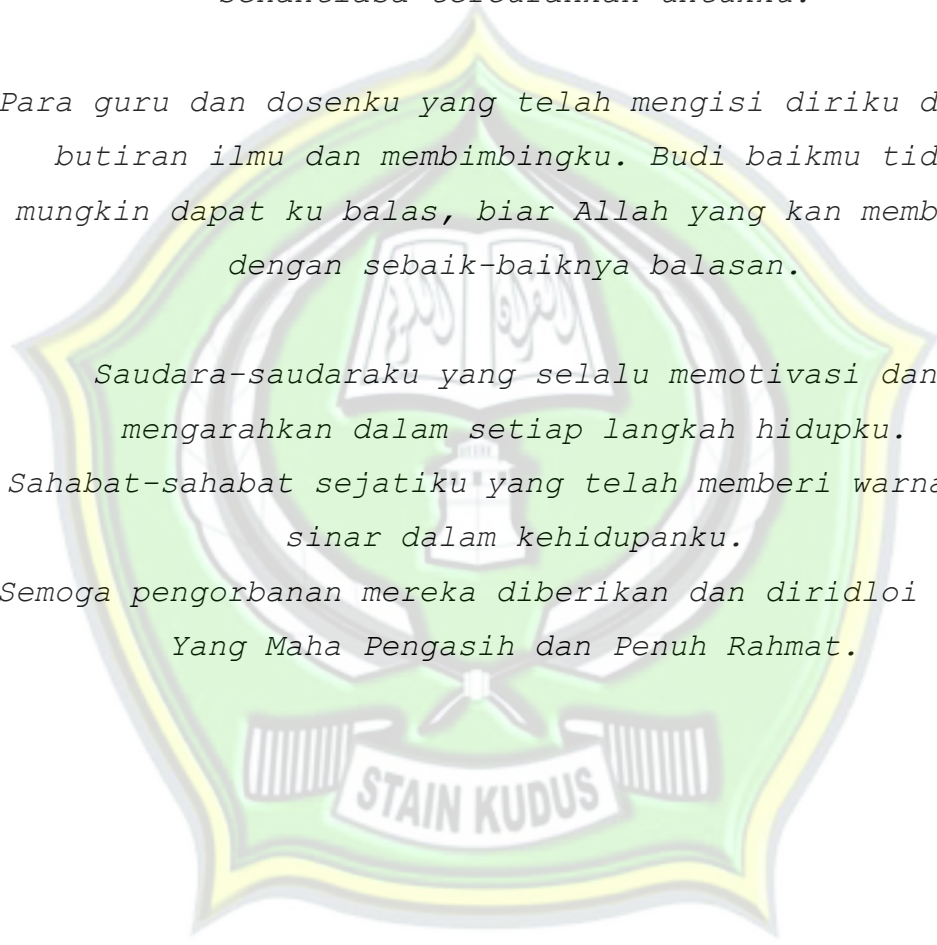 Para guru dan dosenku yang telah mengisi diriku
butiran ilmu dan membimbingku. Budi baikmu
mungkin dapat ku balas, biar Allah yang kan
dengan sebaik-baiknya balasan.
Saudara-saudaraku yang selalu memotivasi dan
mengarahkan dalam setiap langkah hidupku.
Sahabat-sahabat sejatiku yang telah memberi warna
sinar dalam kehidupanku.
Semoga pengorbanan mereka diberikan dan diridloi
Yang Maha Pengasih dan Penuh Rahmat.
STAIN KUDUS